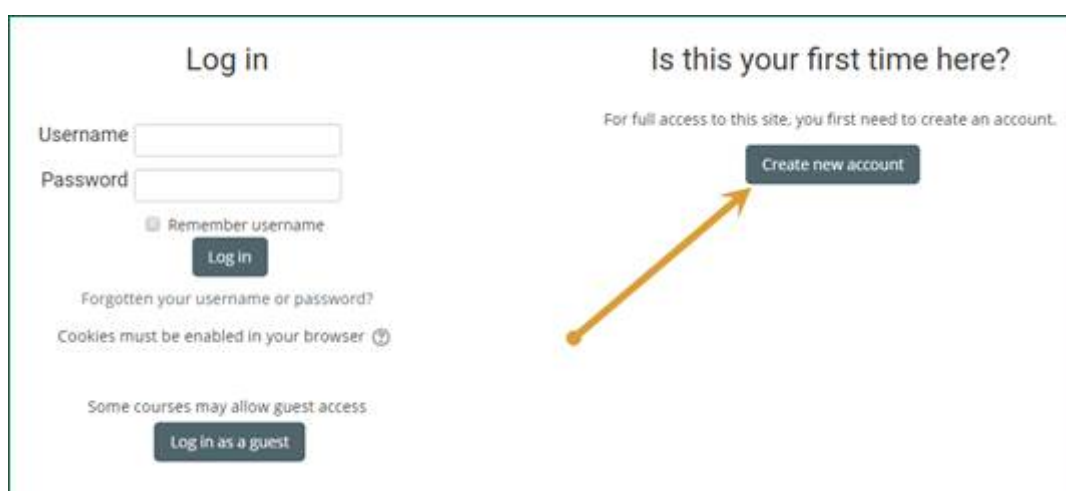 Log in
Username
Password
Remember username
Log in
Forgotten your username or password?
Cookies must be enabled in your browser
Some courses may allow guest access
Log in as a guest
Is this your first time here?
For full access to this site, you first need to create an account.
Create new account